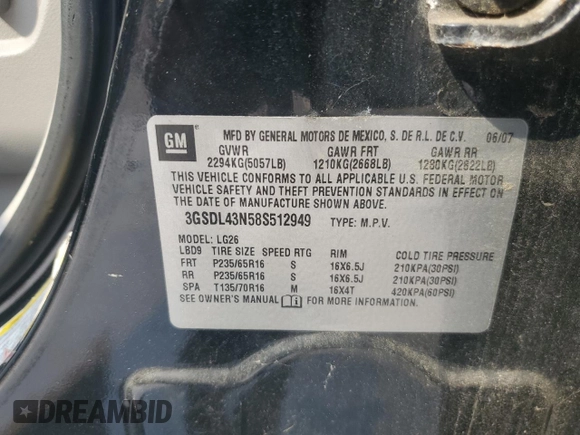 GM
MFD BY GENERAL MOTORS DE MEXICO, S. DE R.L. DE C.V. 06/07
GVWR GAWR FRT GAWR RR
2294KG(5057LB) 1210KG(2668LB) 1280KG(2822LB)
THIS VEHICLE CONFORMS TO ALL APPLICABLE U.S. FEDERAL MOTOR
VEHICLE SAFETY AND THEFT PREVENTION STANDARDS IN EFFECT ON
THE DATE OF MANUFACTURE SHOWN ABOVE.
3GSDL43N58S512949 TYPE: M.P.V.
MODEL: LG26
LBD9 TIRE SIZE SPEED RTG RIM COLD TIRE PRESSURE
FRT P235/65R16 S 16X6.5J 210KPA(30PSI)
RR P235/65R16 S 16X6.5J 210KPA(30PSI)
SPA T135/70R16 M 16X4T 420KPA(60PSI)
SEE OWNER'S MANUAL FOR MORE INFORMATION.
DREAMBID